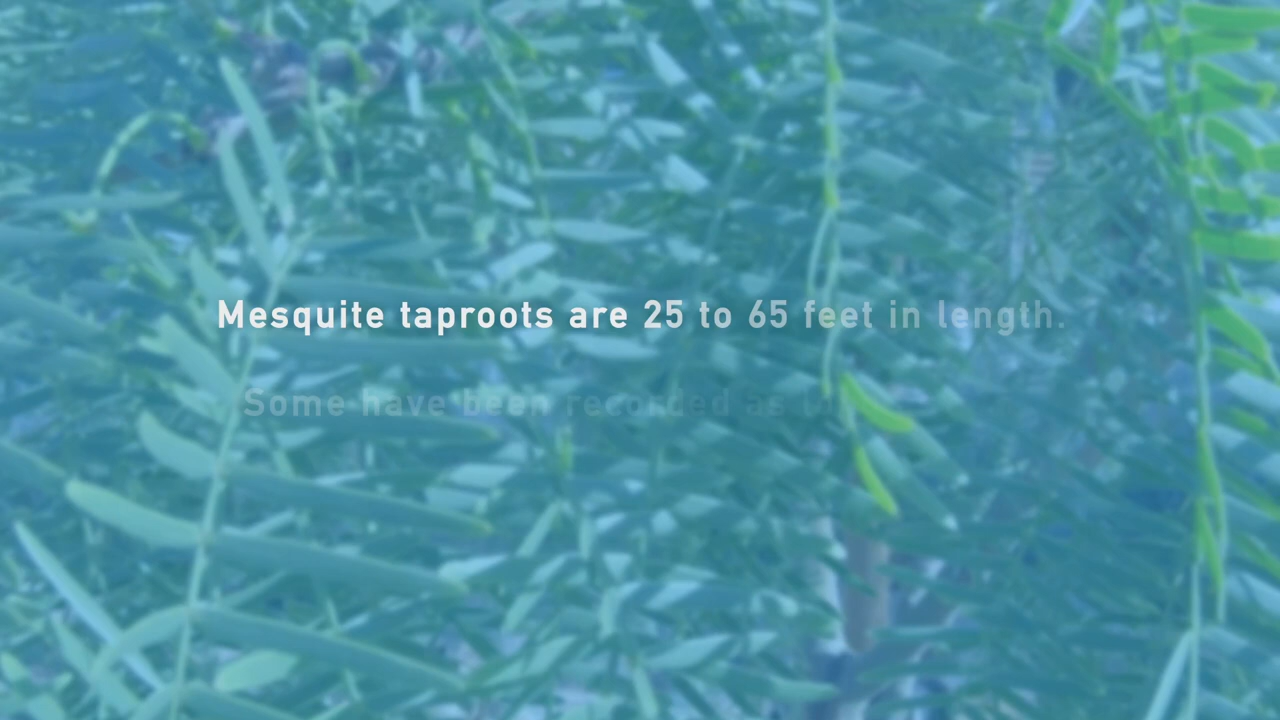 Mesquite taproots are 25 to 65 feet in length.
Some have been recorded as